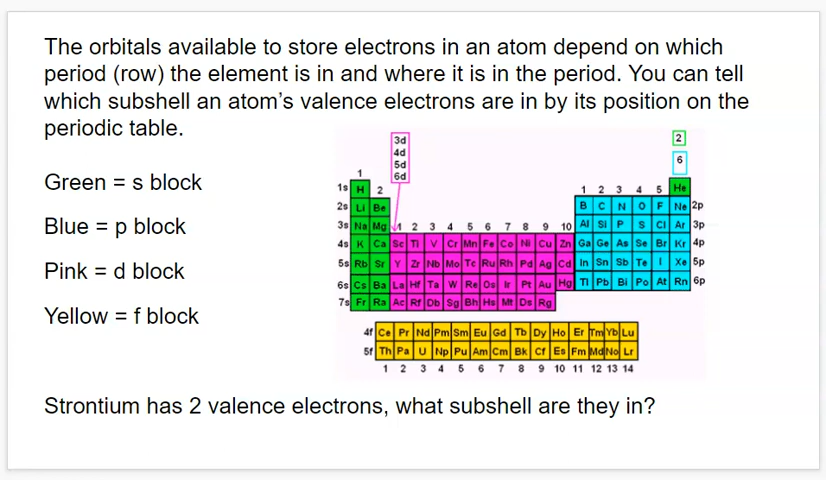 The orbitals available to store electrons in an atom depend on which
period (row) the element is in and where it is in the period. You can tell
which subshell an atom's valence electrons are in by its position on the
periodic table.
Green = s block
Blue = p block
Pink = d block
Yellow = f block
3d
4d
5d
6d
2
6
1 2 1 2 3 4 5
1s H He
2s Li Be B C N O F Ne 2p
3s Na Mg 1 2 3 4 5 6 7 8 9 10 Al Si P S Cl Ar 3p
4s K Ca Sc Ti V Cr Mn Fe Co Ni Cu Zn Ga Ge As Se Br Kr 4p
5s Rb Sr Y Zr Nb Mo Tc Ru Rh Pd Ag Cd In Sn Sb Te I Xe 5p
6s Cs Ba La Hf Ta W Re Os Ir Pt Au Hg Tl Pb Bi Po At Rn 6p
7s Fr Ra Ac Rf Db Sg Bh Hs Mt Ds Rg
4f Ce Pr Nd Pm Sm Eu Gd Tb Dy Ho Er Tm Yb Lu
5f Th Pa U Np Pu Am Cm Bk Cf Es Fm Md No Lr
1 2 3 4 5 6 7 8 9 10 11 12 13 14
Strontium has 2 valence electrons, what subshell are they in?